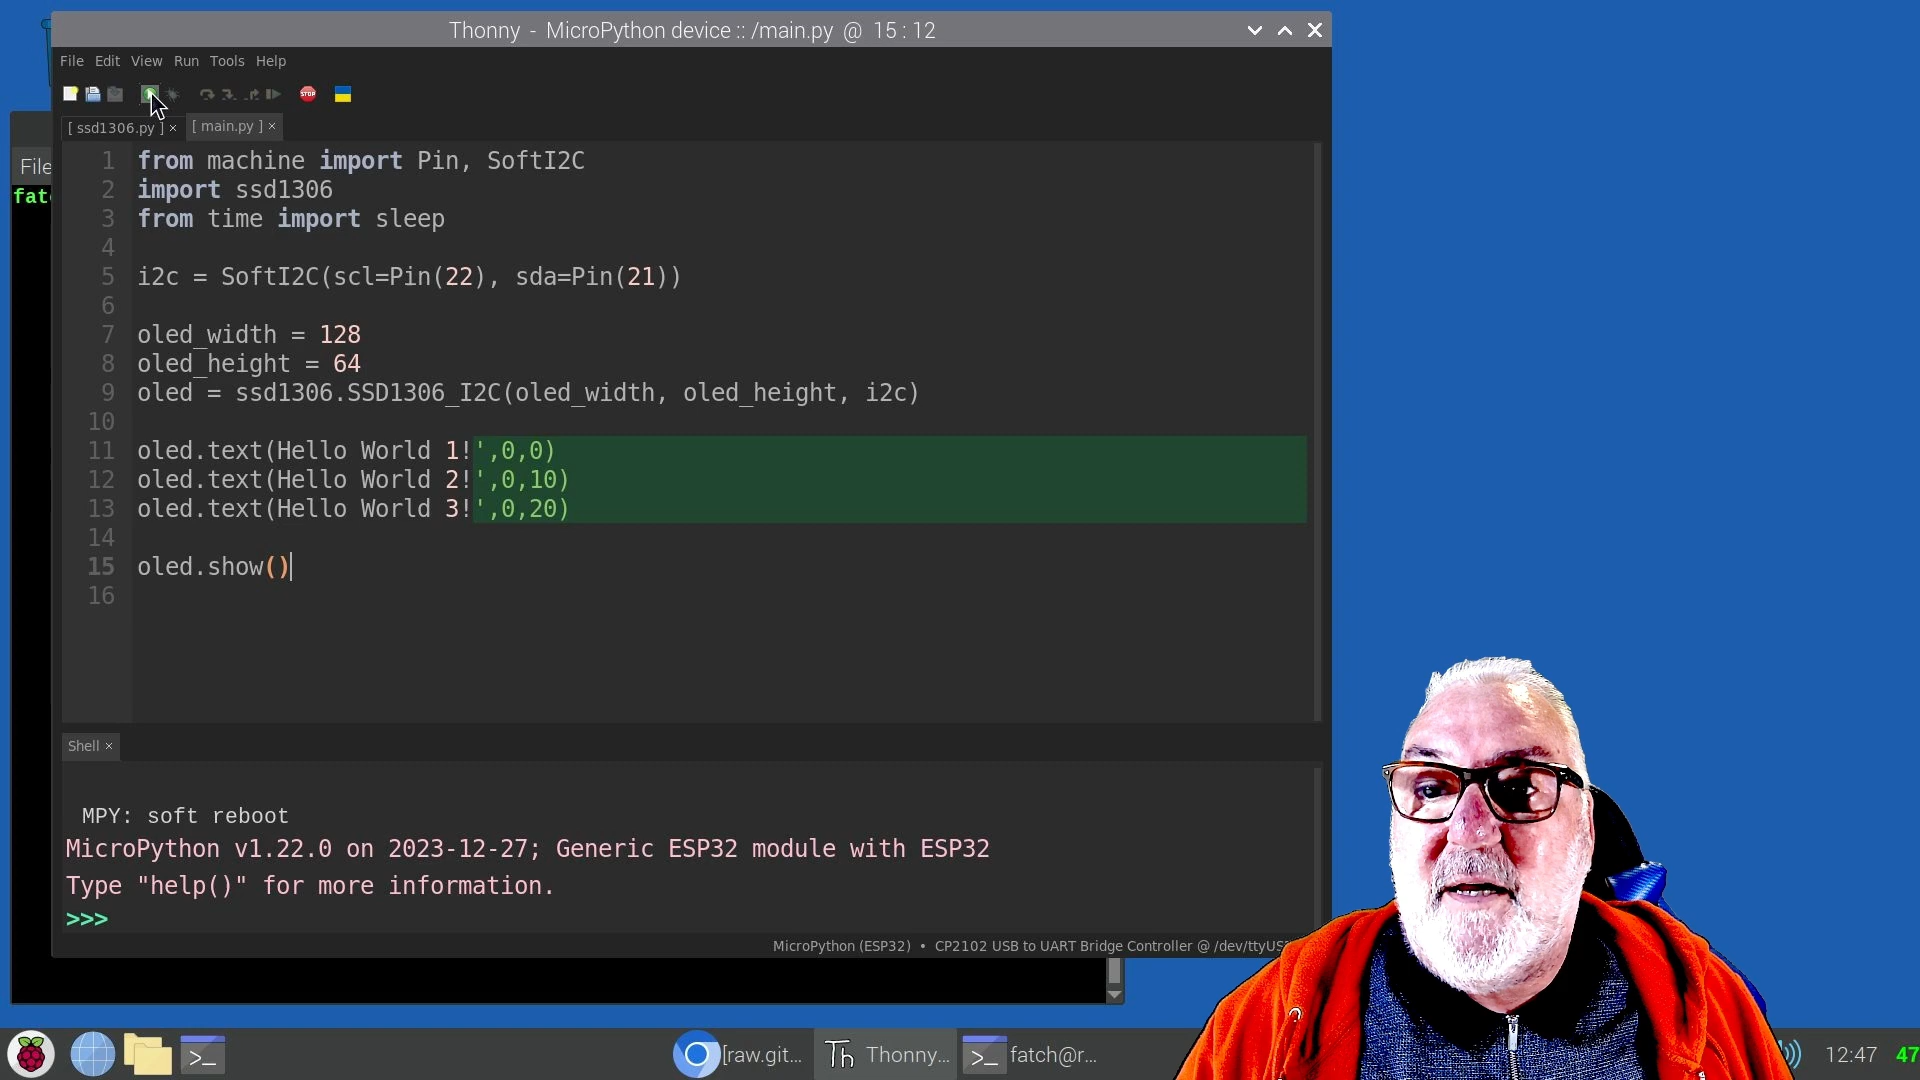 Thonny - MicroPython device :: /main.py @ 15 : 12
File Edit View Run Tools Help
STOP
[ ssd1306.py ] × [ main.py ] ×
File
fat
1 from machine import Pin, SoftI2C
2 import ssd1306
3 from time import sleep
4
5 i2c = SoftI2C(scl=Pin(22), sda=Pin(21))
6
7 oled_width = 128
8 oled_height = 64
9 oled = ssd1306.SSD1306_I2C(oled_width, oled_height, i2c)
10
11 oled.text(Hello World 1!',0,0)
12 oled.text(Hello World 2!',0,10)
13 oled.text(Hello World 3!',0,20)
14
15 oled.show()
16
Shell ×
MPY: soft reboot
MicroPython v1.22.0 on 2023-12-27; Generic ESP32 module with ESP32
Type "help()" for more information.
>>>
MicroPython (ESP32) • CP2102 USB to UART Bridge Controller @ /dev/ttyUS
[raw.git... Th Thonny... >_ fatch@r... 12:47 47